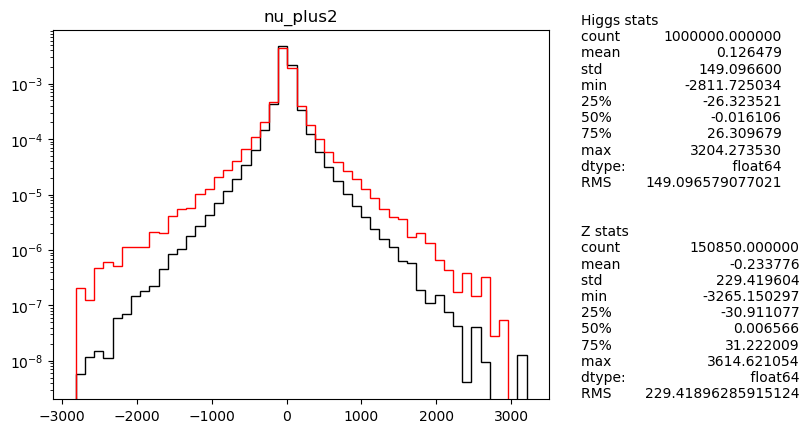 nu_plus2
10⁻³
10⁻⁴
10⁻⁵
10⁻⁶
10⁻⁷
10⁻⁸
−3000 −2000 −1000 0 1000 2000 3000
Higgs stats
count 1000000.000000
mean 0.126479
std 149.096600
min -2811.725034
25% -26.323521
50% -0.016106
75% 26.309679
max 3204.273530
dtype: float64
RMS 149.096579077021
Z stats
count 150850.000000
mean -0.233776
std 229.419604
min -3265.150297
25% -30.911077
50% 0.006566
75% 31.222009
max 3614.621054
dtype: float64
RMS 229.41896285915124